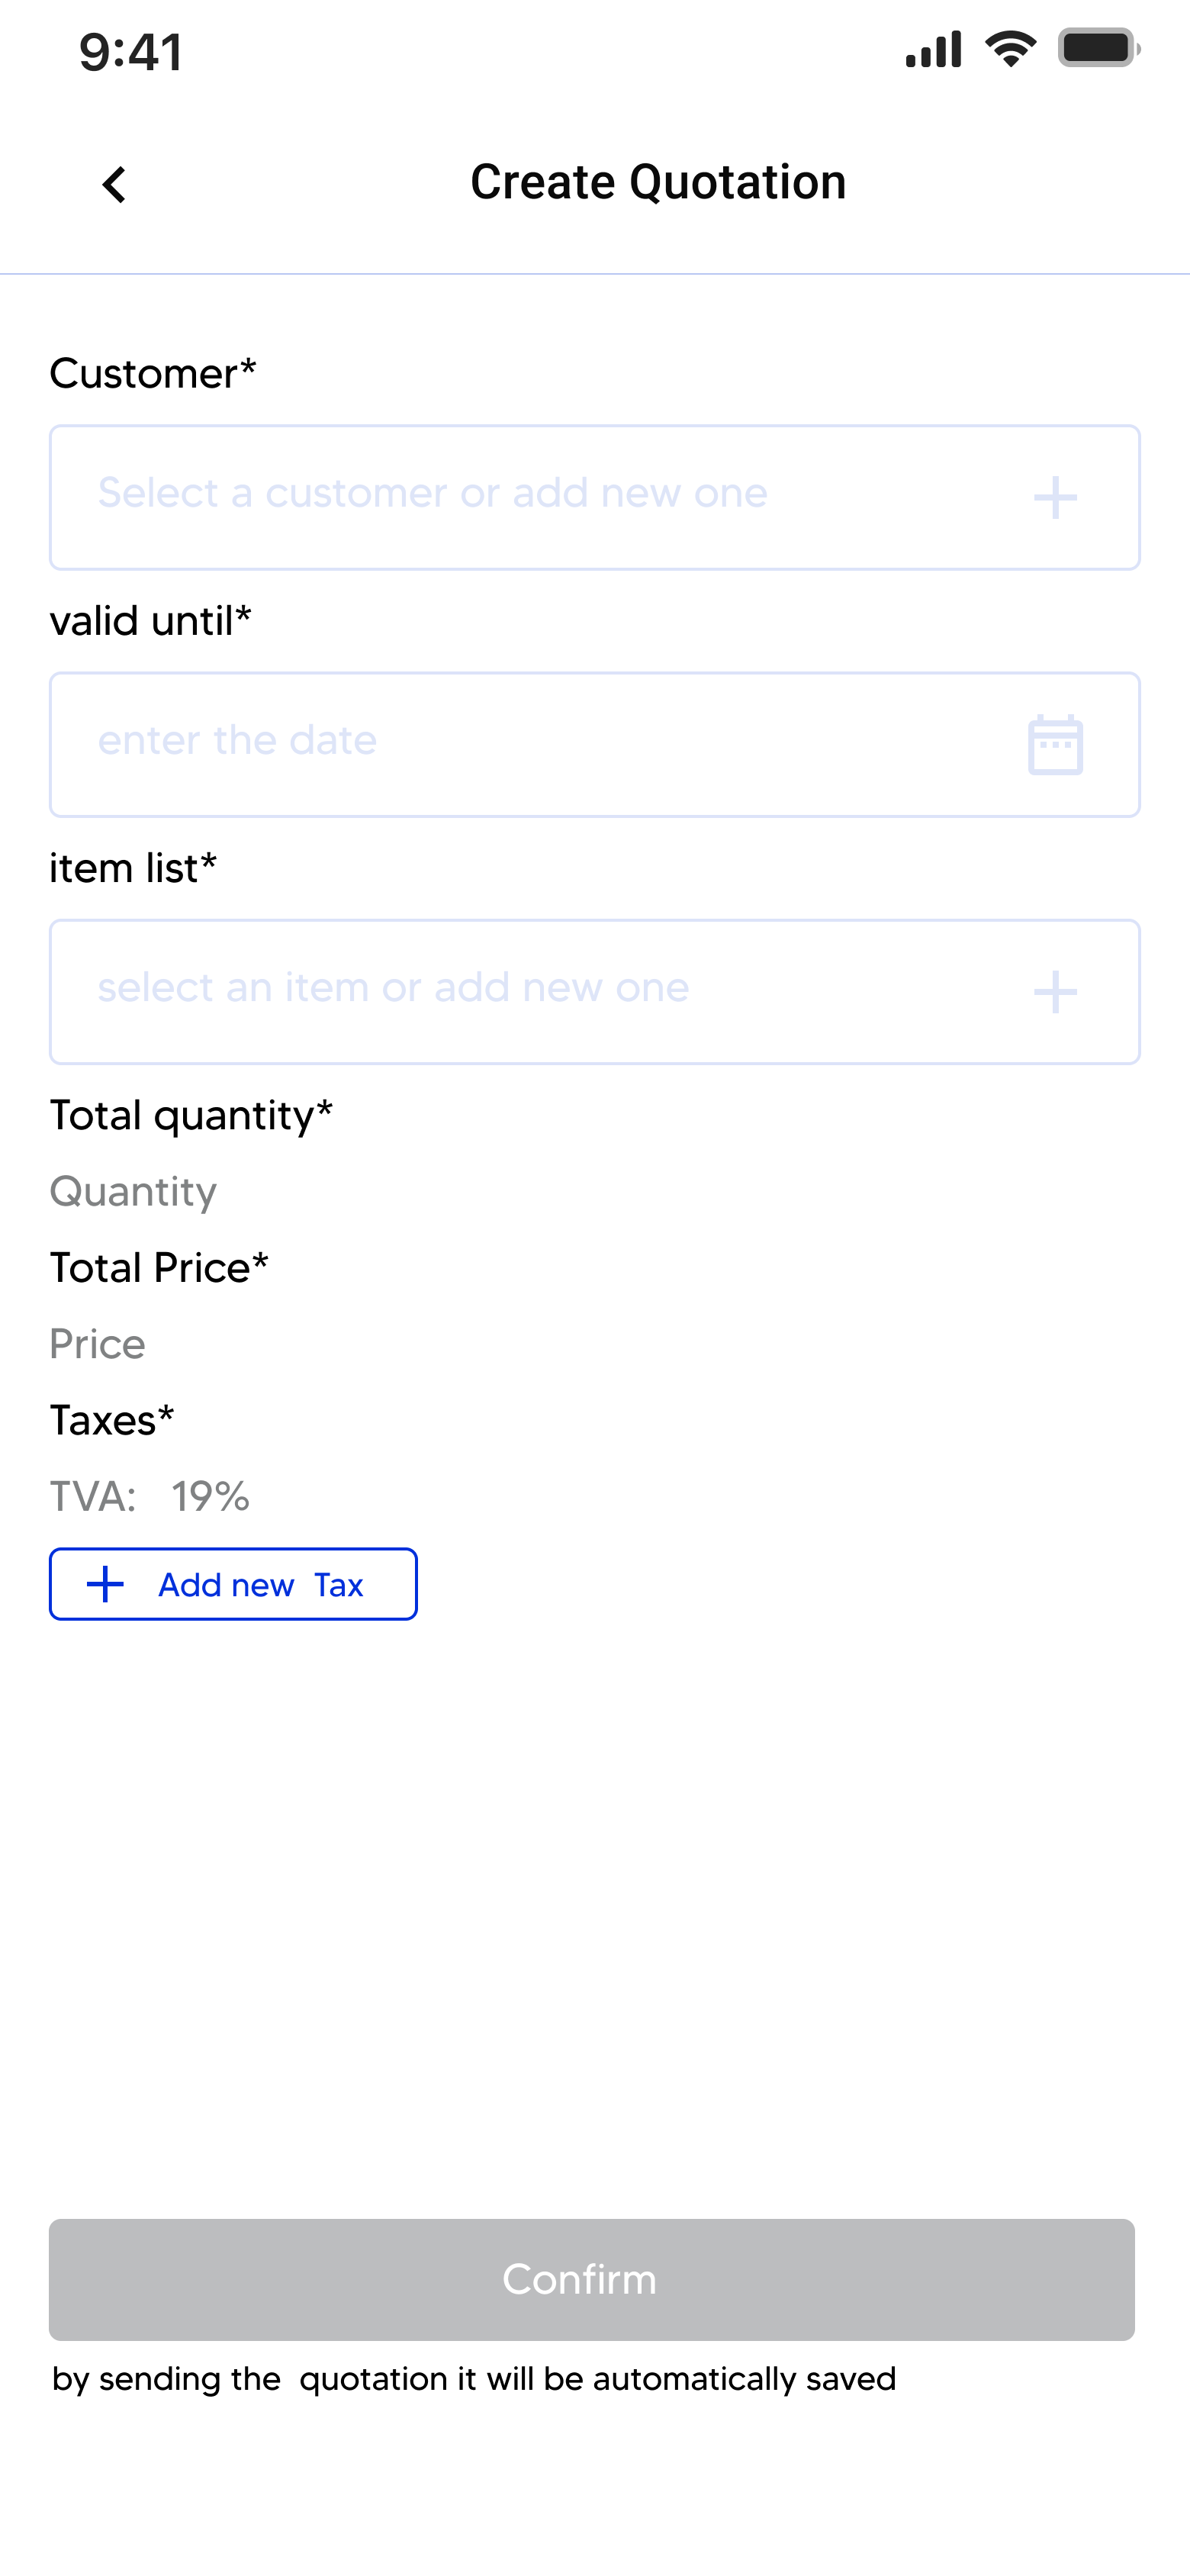 9:41
Create Quotation
Customer*
Select a customer or add new one
valid until*
enter the date
item list*
select an item or add new one
Total quantity*
Quantity
Total Price*
Price
Taxes*
TVA: 19%
Add new Tax
Confirm
by sending the quotation it will be automatically saved